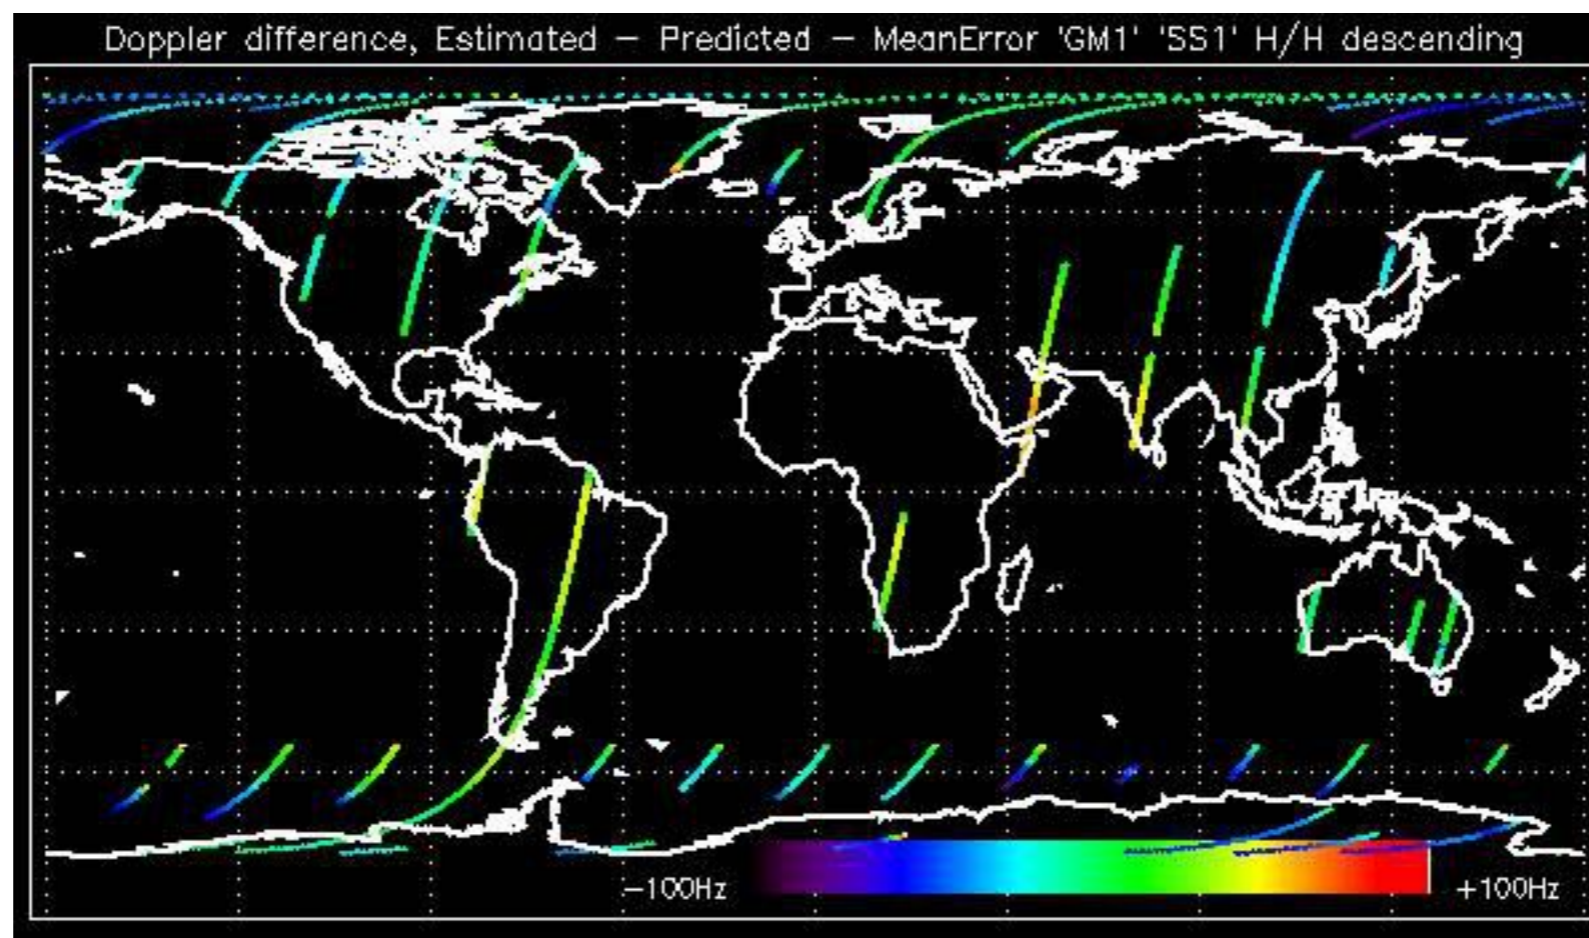 Doppler difference, Estimated — Predicted — MeanError 'GM1' 'SS1' H/H descending
−100Hz
+100Hz